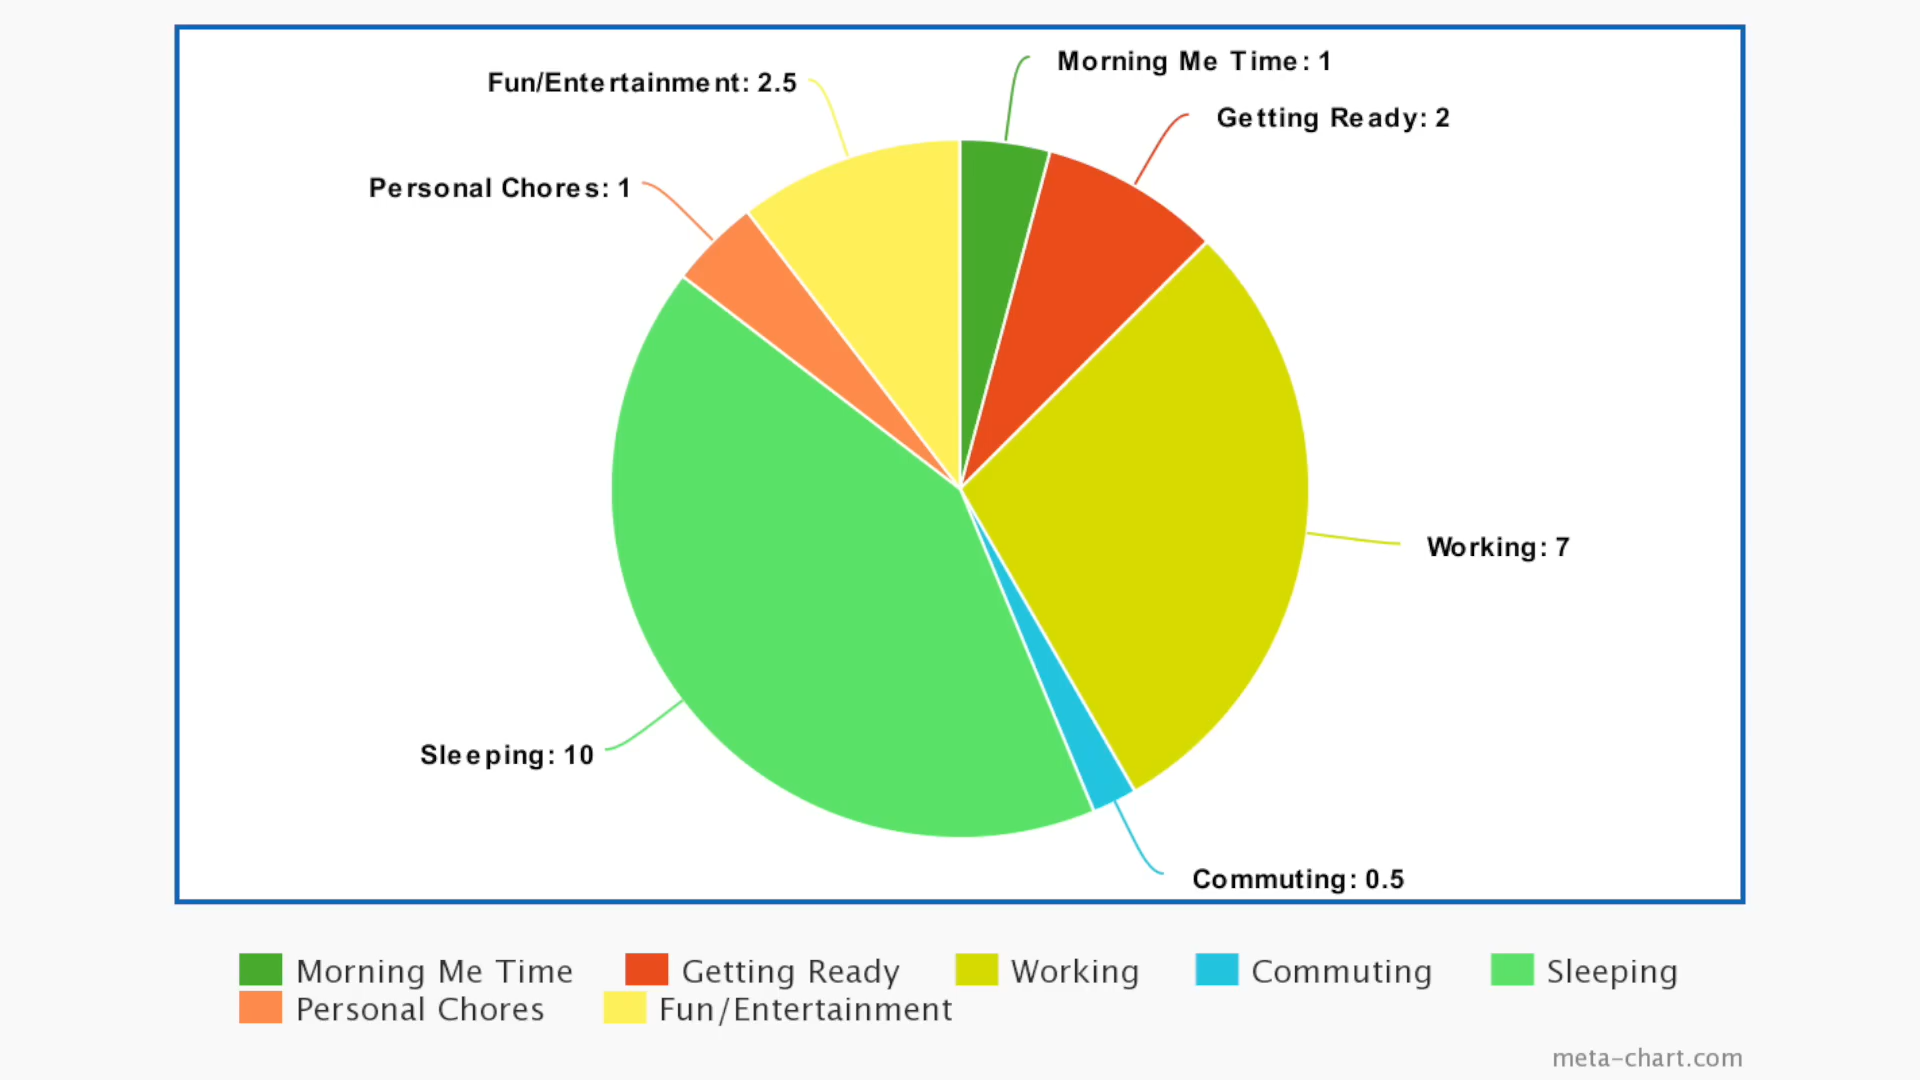 Morning Me Time: 1
Fun/Entertainment: 2.5
Getting Ready: 2
Personal Chores: 1
Working: 7
Sleeping: 10
Commuting: 0.5
Morning Me Time Getting Ready Working Commuting Sleeping
Personal Chores Fun/Entertainment
meta-chart.com